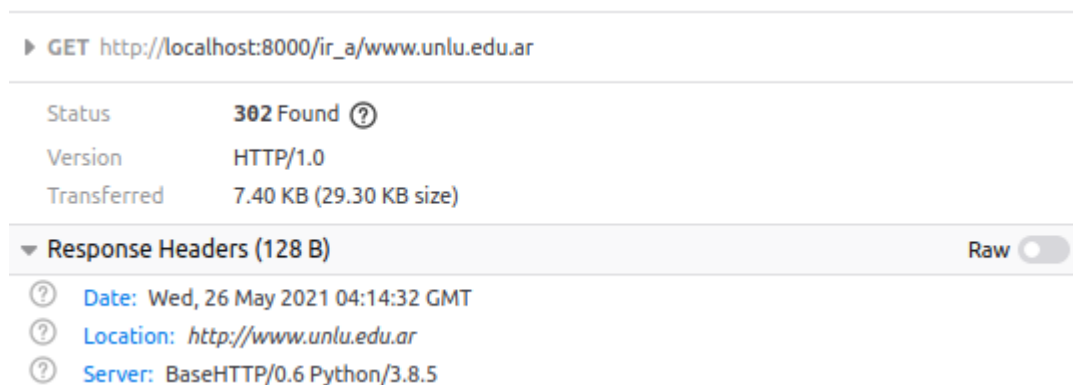 GET http://localhost:8000/ir_a/www.unlu.edu.ar
Status 302 Found ?
Version HTTP/1.0
Transferred 7.40 KB (29.30 KB size)
Response Headers (128 B) Raw
? Date: Wed, 26 May 2021 04:14:32 GMT
? Location: http://www.unlu.edu.ar
? Server: BaseHTTP/0.6 Python/3.8.5